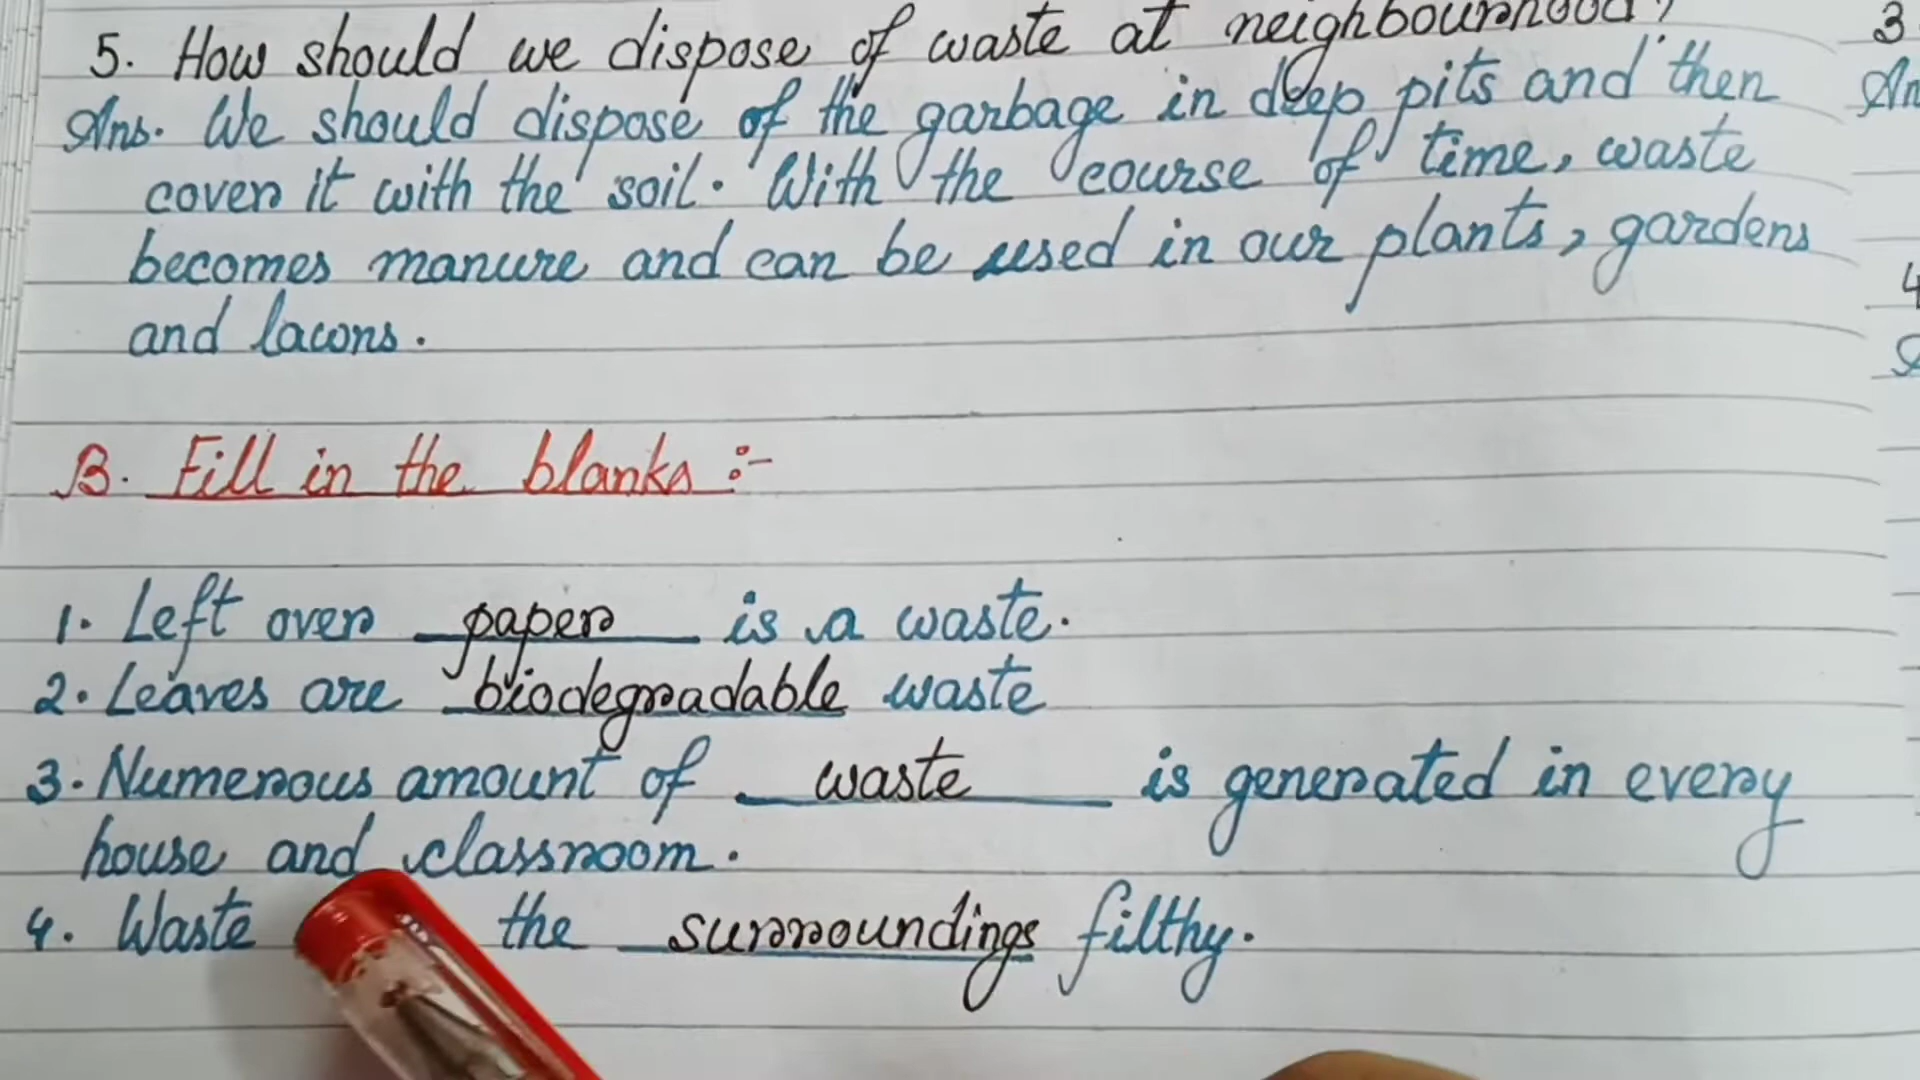 5. How should we dispose of waste at neighbourhood?
Ans. We should dispose of the garbage in deep pits and then
cover it with the soil. With the course of time, waste
becomes manure and can be used in our plants, gardens
and lawns.
B. Fill in the blanks :-
1. Left over paper is a waste.
2. Leaves are biodegradable waste
3. Numerous amount of waste is generated in every
house and classroom.
4. Waste the surroundings filthy.
3
An
4